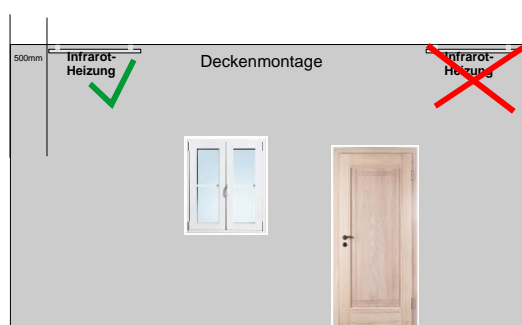 500mm
Infrarot-
Heizung
Deckenmontage
Infrarot-
Heizung